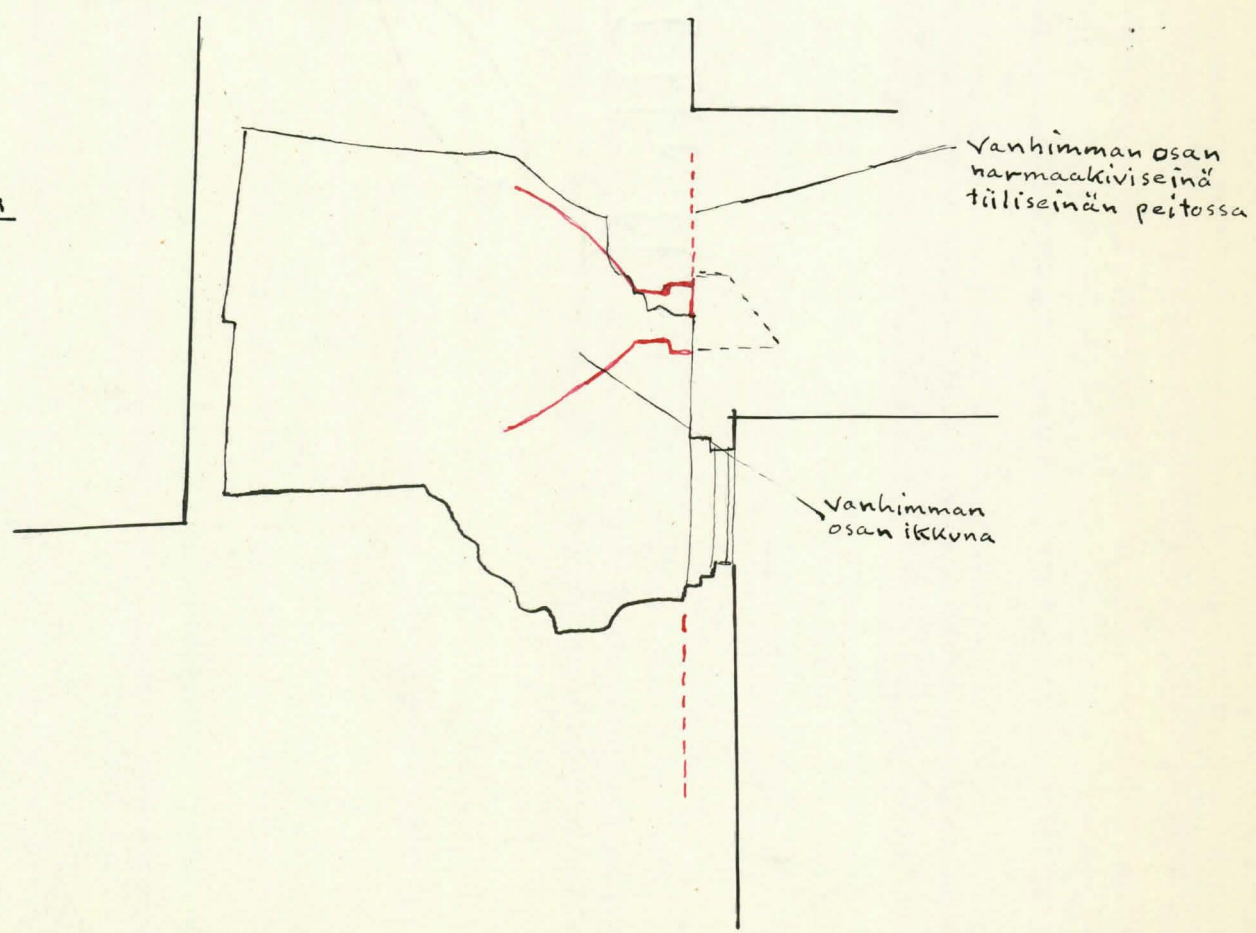 Vanhimman osan
harmaakiviseinä
tiiliseinän peitossa
Vanhimman
osan ikkuna